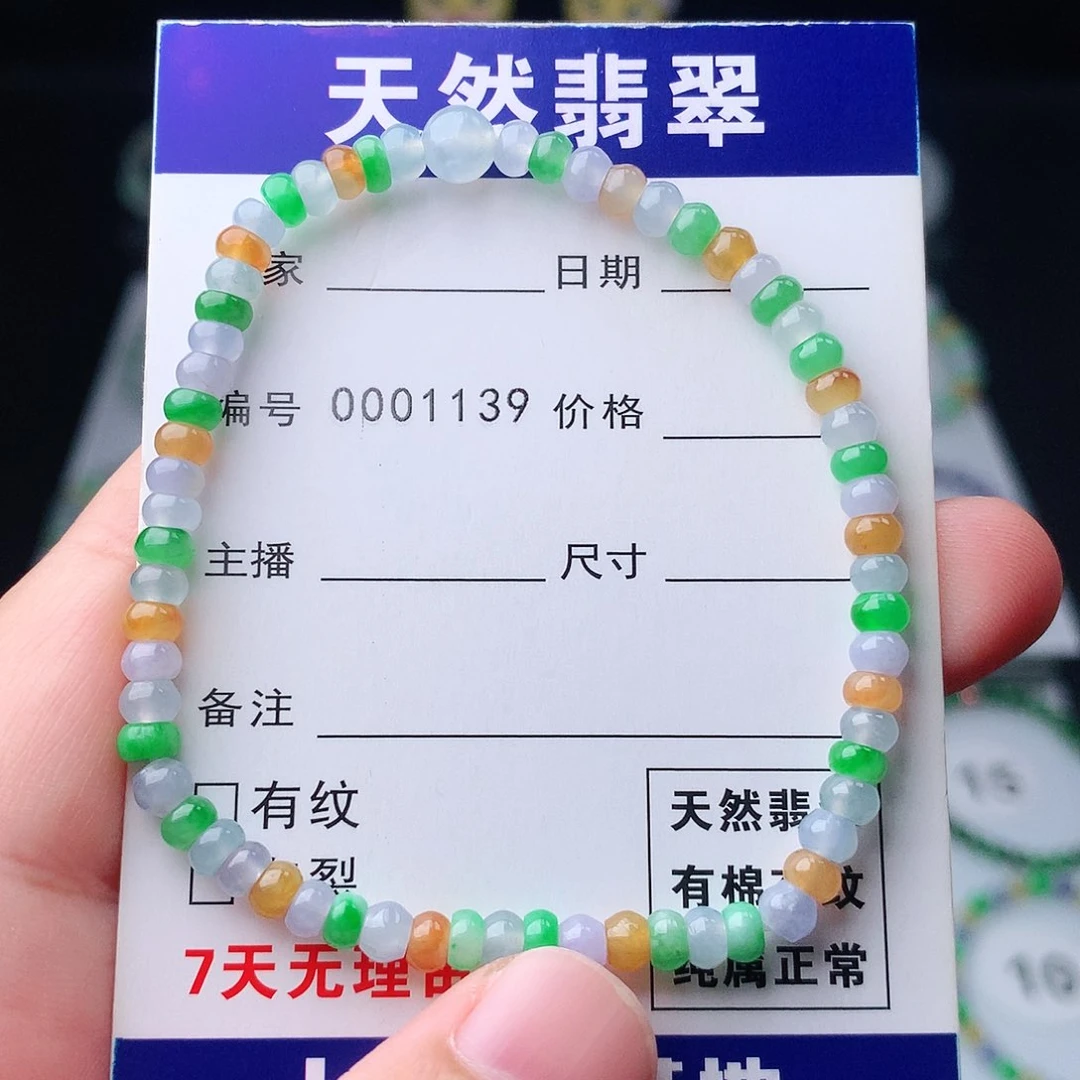 天然翡翠
家 日期
编号 0001139 价格
主播 尺寸
备注
有纹
裂
7天无理
天然翡
有棉 纹
纯属正常
15
10